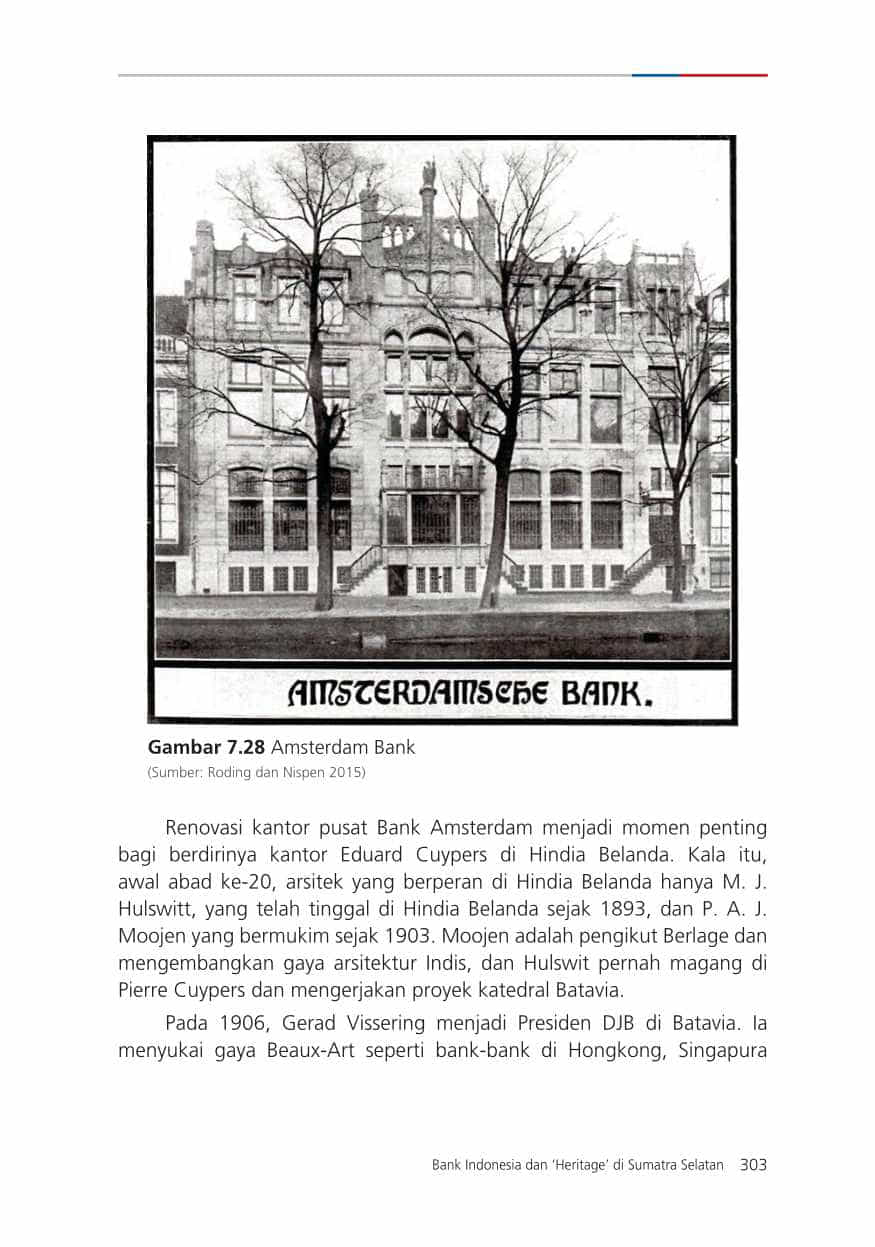 AMSTERDAMSCHE BANK.
Gambar 7.28 Amsterdam Bank
(Sumber: Roding dan Nispen 2015)
Renovasi kantor pusat Bank Amsterdam menjadi momen penting
bagi berdirinya kantor Eduard Cuypers di Hindia Belanda. Kala itu,
awal abad ke-20, arsitek yang berperan di Hindia Belanda hanya M. J.
Hulswitt, yang telah tinggal di Hindia Belanda sejak 1893, dan P. A. J.
Moojen yang bermukim sejak 1903. Moojen adalah pengikut Berlage dan
mengembangkan gaya arsitektur Indis, dan Hulswit pernah magang di
Pierre Cuypers dan mengerjakan proyek katedral Batavia.
Pada 1906, Gerad Vissering menjadi Presiden DJB di Batavia. Ia
menyukai gaya Beaux-Art seperti bank-bank di Hongkong, Singapura
Bank Indonesia dan ‘Heritage’ di Sumatra Selatan 303